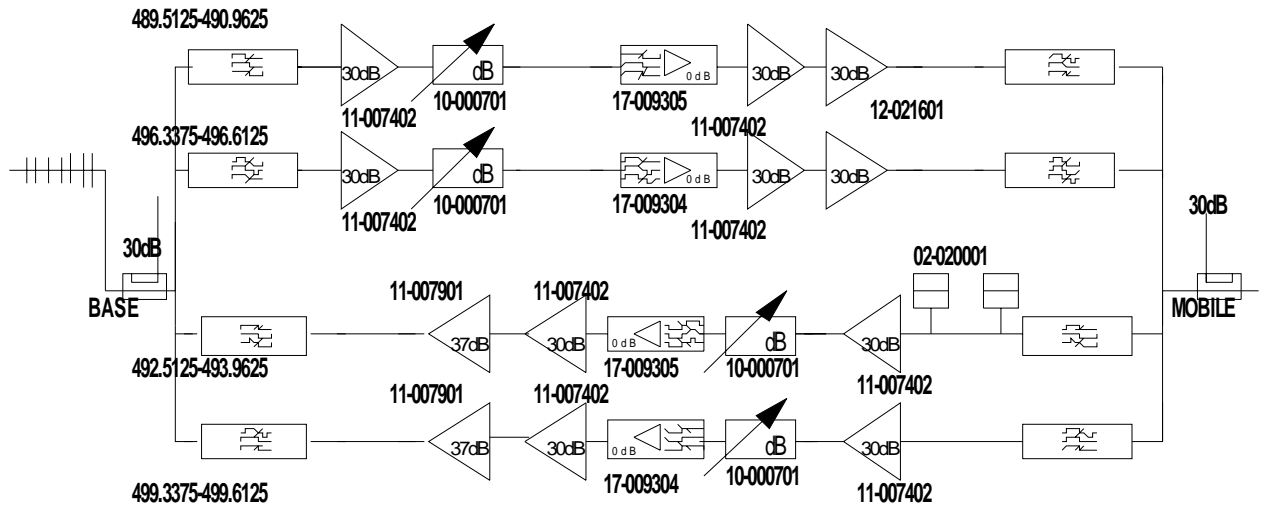 489.5125-490.9625
30dB
dB
0 dB
30dB
30dB
11-007402
10-000701
17-009305
11-007402
12-021601
496.3375-496.6125
30dB
dB
0 dB
30dB
30dB
11-007402
10-000701
17-009304
11-007402
30dB
30dB
02-020001
BASE
MOBILE
11-007901
11-007402
37dB
30dB
0 dB
dB
30dB
492.5125-493.9625
17-009305
10-000701
11-007402
11-007901
11-007402
37dB
30dB
0 dB
dB
30dB
17-009304
10-000701
11-007402
499.3375-499.6125